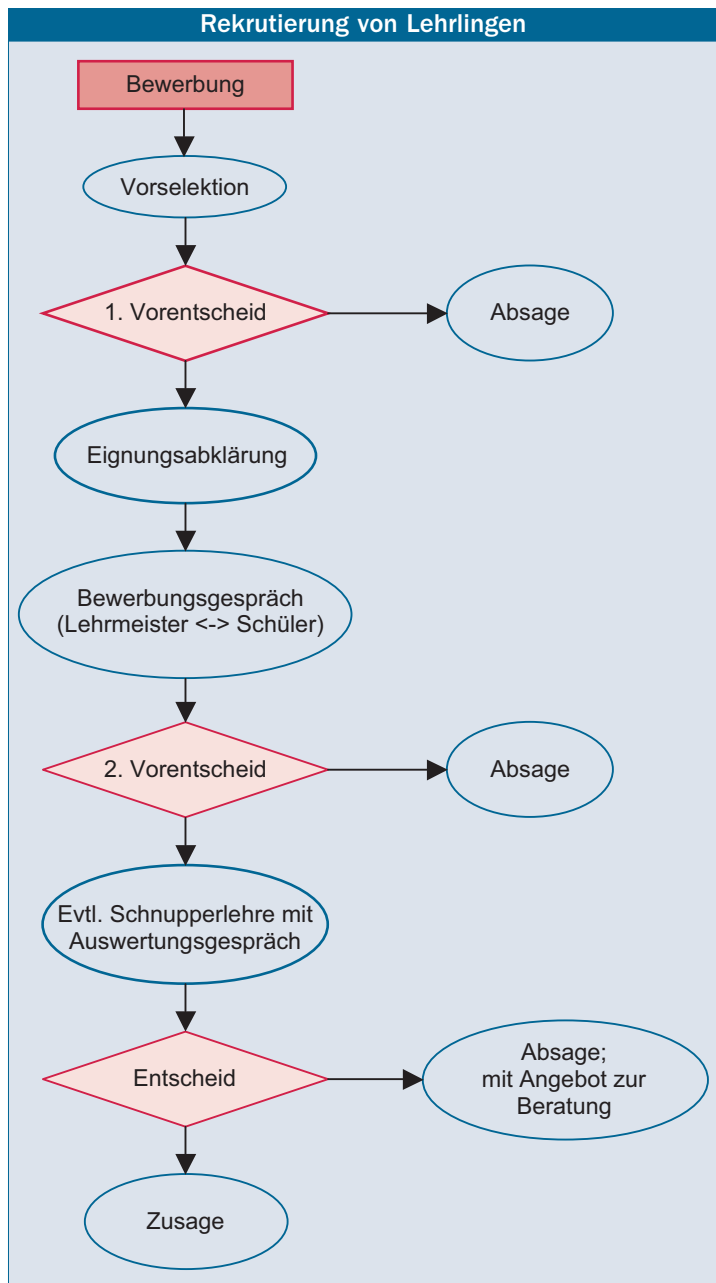 Rekrutierung von Lehrlingen
Bewerbung
Vorselektion
1. Vorentscheid
Absage
Eignungsabklärung
Bewerbungsgespräch
(Lehrmeister <-> Schüler)
2. Vorentscheid
Absage
Evtl. Schnupperlehre mit
Auswertungsgespräch
Entscheid
Absage;
mit Angebot zur
Beratung
Zusage